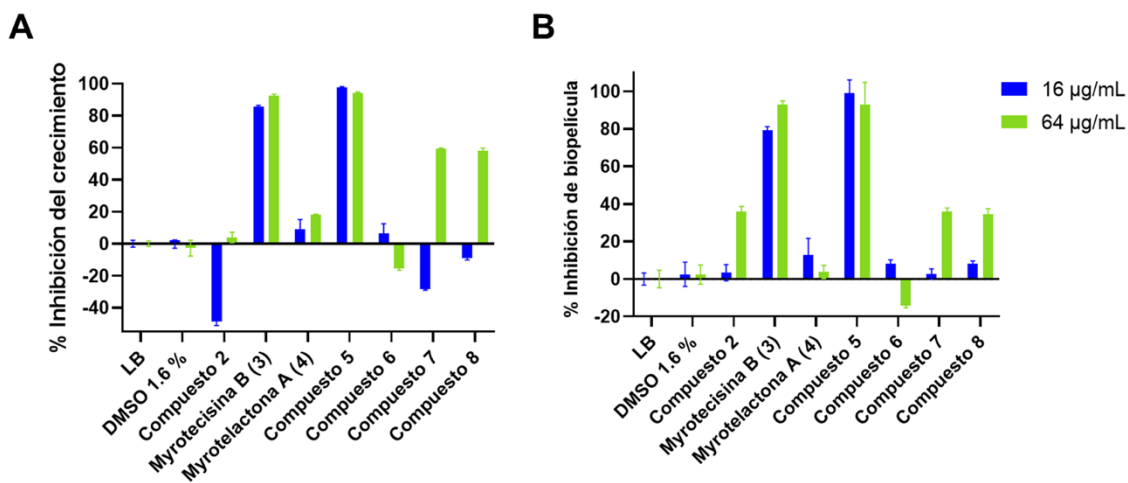 A
% Inhibición del crecimiento
100
80
60
40
20
0
-20
-40
LB
DMSO 1.6 %
Compuesto 2
Myrotecisina B (3)
Myrotelactona A (4)
Compuesto 5
Compuesto 6
Compuesto 7
Compuesto 8
B
% Inhibición de biopelícula
100
80
60
40
20
0
-20
LB
DMSO 1.6 %
Compuesto 2
Myrotecisina B (3)
Myrotelactona A (4)
Compuesto 5
Compuesto 6
Compuesto 7
Compuesto 8
16 µg/mL
64 µg/mL